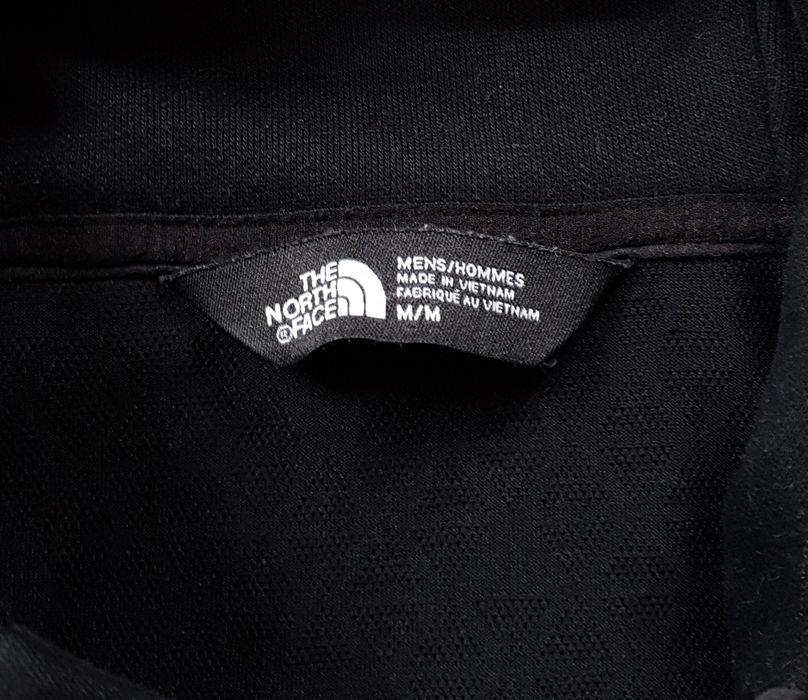 THE
NORTH
®FACE
MENS/HOMMES
MADE IN VIETNAM
FABRIQUÉ AU VIETNAM
M/M